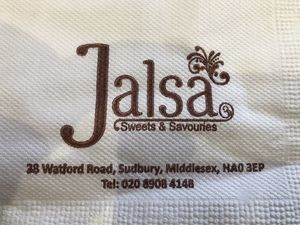 Jalsa
Sweets & Savouries
38 Watford Road, Sudbury, Middlesex, HA0 3EP
Tel: 020 8908 4148